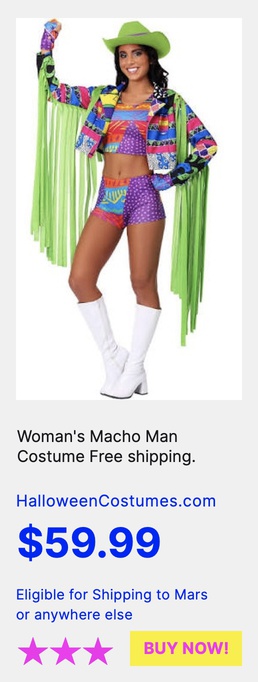 Woman's Macho Man
Costume Free shipping.
HalloweenCostumes.com
$59.99
Eligible for Shipping to Mars
or anywhere else
BUY NOW!